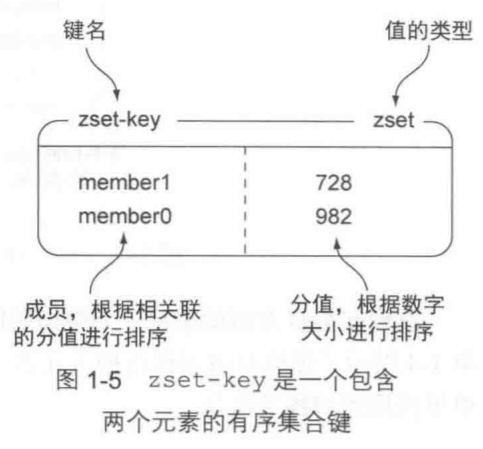 键名 值的类型
zset-key zset
member1 728
member0 982
成员，根据相关联 分值，根据数字
的分值进行排序 大小进行排序
图 1-5 zset-key 是一个包含
两个元素的有序集合键